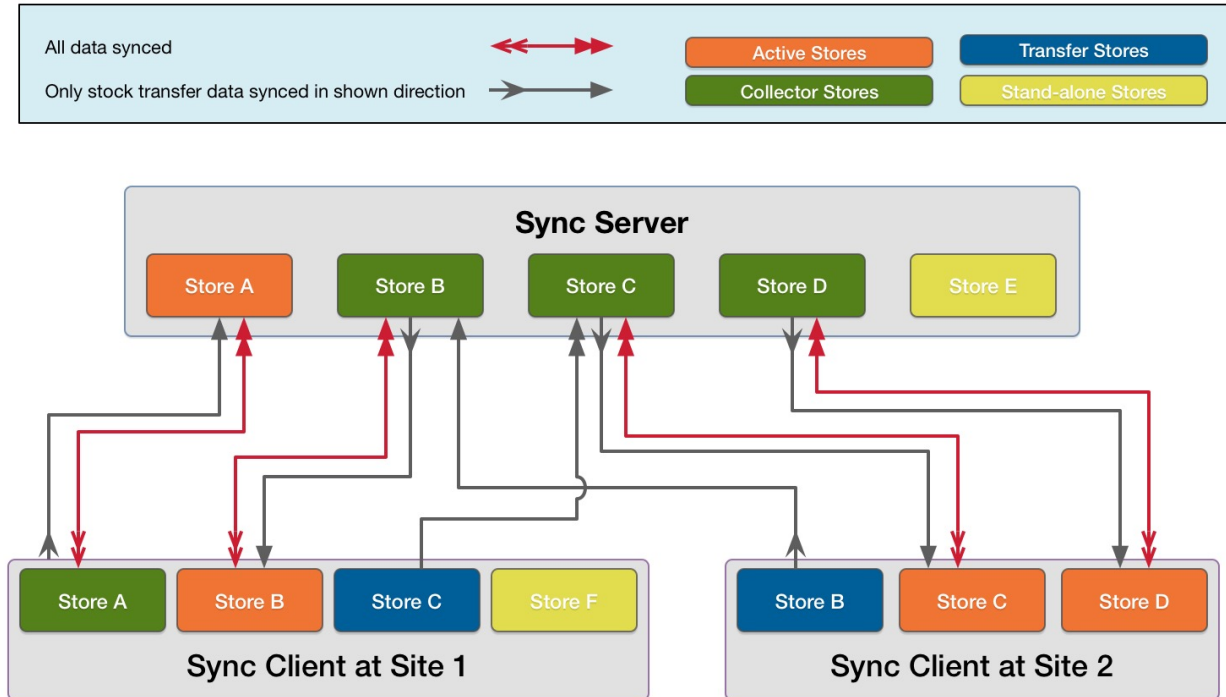 All data synced
Active Stores
Transfer Stores
Only stock transfer data synced in shown direction
Collector Stores
Stand-alone Stores
Sync Server
Store A
Store B
Store C
Store D
Store E
Store A
Store B
Store C
Store F
Store B
Store C
Store D
Sync Client at Site 1
Sync Client at Site 2